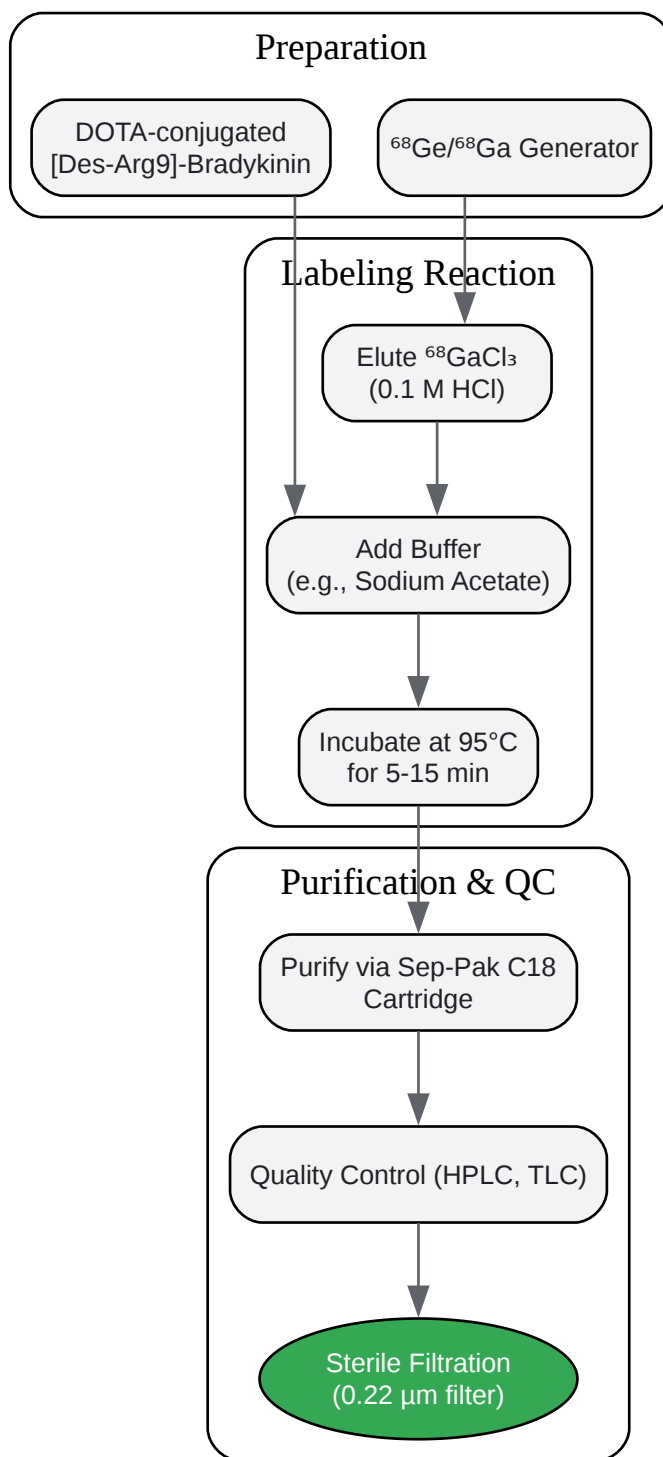 Preparation
DOTA-conjugated
[Des-Arg9]-Bradykinin
⁶⁸Ge/⁶⁸Ga Generator
Labeling Reaction
Elute ⁶⁸GaCl₃
(0.1 M HCl)
Add Buffer
(e.g., Sodium Acetate)
Incubate at 95°C
for 5-15 min
Purification & QC
Purify via Sep-Pak C18
Cartridge
Quality Control (HPLC, TLC)
Sterile Filtration
(0.22 µm filter)